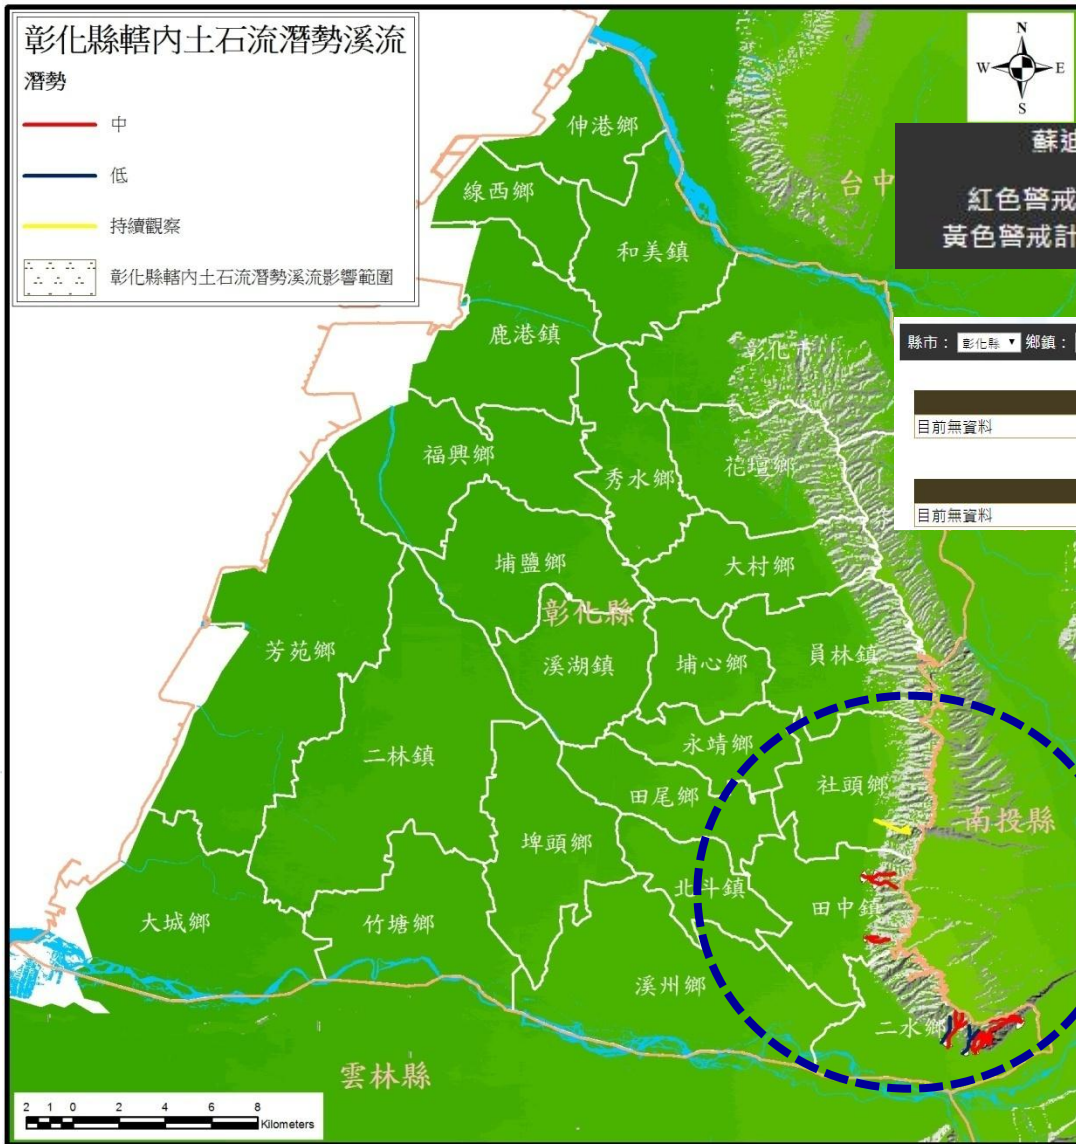 彰化縣轄內土石流潛勢溪流
潛勢
中
低
持續觀察
彰化縣轄內土石流潛勢溪流影響範圍
N
W E
S
蘇迪
紅色警戒
黃色警戒計
縣市： 彰化縣 ▼ 鄉鎮：
目前無資料
目前無資料
台中
伸港鄉
線西鄉
和美鎮
鹿港鎮
彰化市
福興鄉
秀水鄉
花壇鄉
埔鹽鄉
大村鄉
彰化縣
芳苑鄉
溪湖鎮
埔心鄉
員林鎮
二林鎮
永靖鄉
社頭鄉
田尾鄉
南投縣
埤頭鄉
北斗鎮
田中鎮
大城鄉
竹塘鄉
溪州鄉
二水鄉
雲林縣
2 1 0 2 4 6 8
Kilometers